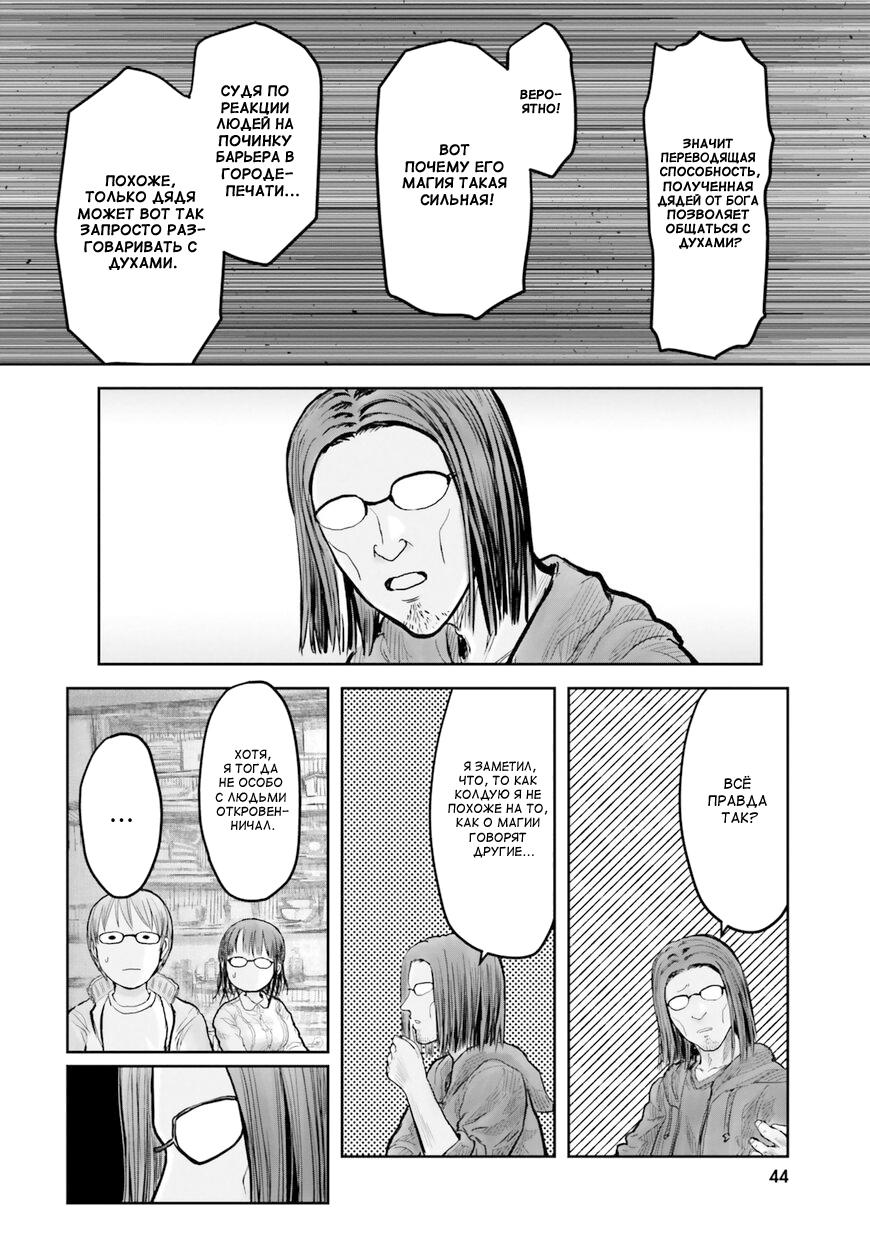 ЗНАЧИТ
ПЕРЕВОДЯЩАЯ
СПОСОБНОСТЬ,
ПОЛУЧЕННАЯ
ДЯДЕЙ ОТ БОГА
ПОЗВОЛЯЕТ
ОБЩАТЬСЯ С
ДУХАМИ?
ВЕРО-
ЯТНО!
ВОТ
ПОЧЕМУ ЕГО
МАГИЯ ТАКАЯ
СИЛЬНАЯ!
СУДЯ ПО
РЕАКЦИИ
ЛЮДЕЙ НА
ПОЧИНКУ
БАРЬЕРА В
ГОРОДЕ-
ПЕЧАТИ...
ПОХОЖЕ,
ТОЛЬКО ДЯДЯ
МОЖЕТ ВОТ ТАК
ЗАПРОСТО РАЗ-
ГОВАРИВАТЬ С
ДУХАМИ.
ВСЁ
ПРАВДА
ТАК?
Я ЗАМЕТИЛ,
ЧТО, ТО КАК
КОЛДУЮ Я НЕ
ПОХОЖЕ НА ТО,
КАК О МАГИИ
ГОВОРЯТ
ДРУГИЕ...
ХОТЯ,
Я ТОГДА
НЕ ОСОБО
С ЛЮДЬМИ
ОТКРОВЕН-
НИЧАЛ.
...
44